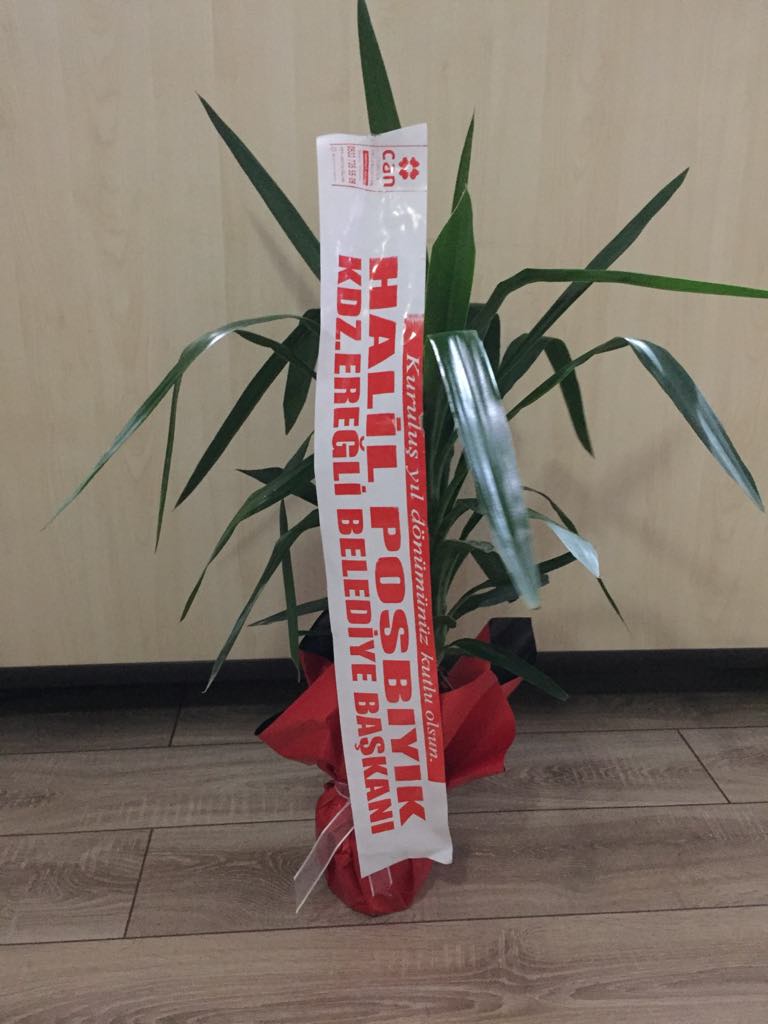 can
Kuruluş yıl dönümünüz kutlu olsun.
HALİL POSBIYIK
KDZ.EREĞLİ BELEDİYE BAŞKANI